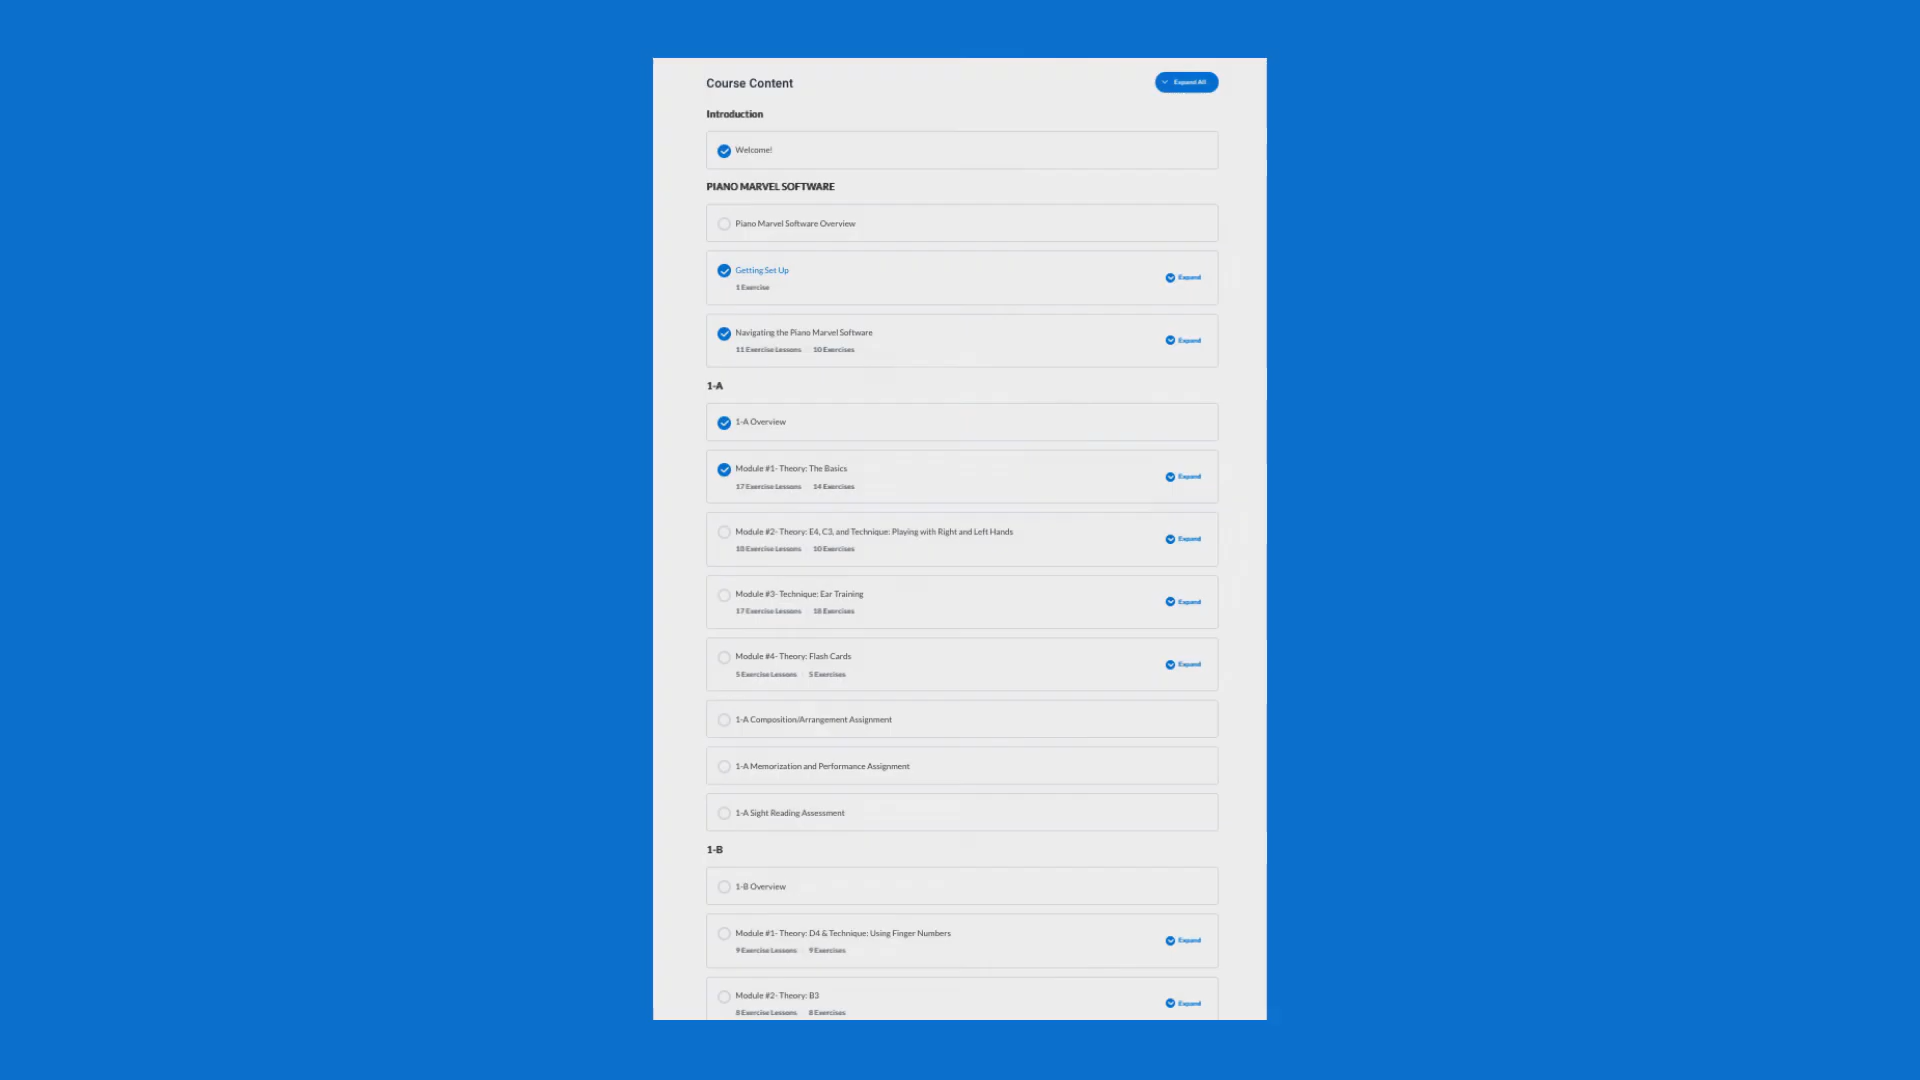 Course Content
Expand All
Introduction
Welcome!
PIANO MARVEL SOFTWARE
Piano Marvel Software Overview
Getting Set Up
1 Exercise
Expand
Navigating the Piano Marvel Software
11 Exercise Lessons 10 Exercises
Expand
1-A
1-A Overview
Module #1- Theory: The Basics
17 Exercise Lessons 14 Exercises
Expand
Module #2- Theory: E4, C3, and Technique: Playing with Right and Left Hands
18 Exercise Lessons 10 Exercises
Expand
Module #3- Technique: Ear Training
17 Exercise Lessons 18 Exercises
Expand
Module #4- Theory: Flash Cards
5 Exercise Lessons 5 Exercises
Expand
1-A Composition/Arrangement Assignment
1-A Memorization and Performance Assignment
1-A Sight Reading Assessment
1-B
1-B Overview
Module #1- Theory: D4 & Technique: Using Finger Numbers
9 Exercise Lessons 9 Exercises
Expand
Module #2- Theory: B3
8 Exercise Lessons 8 Exercises
Expand